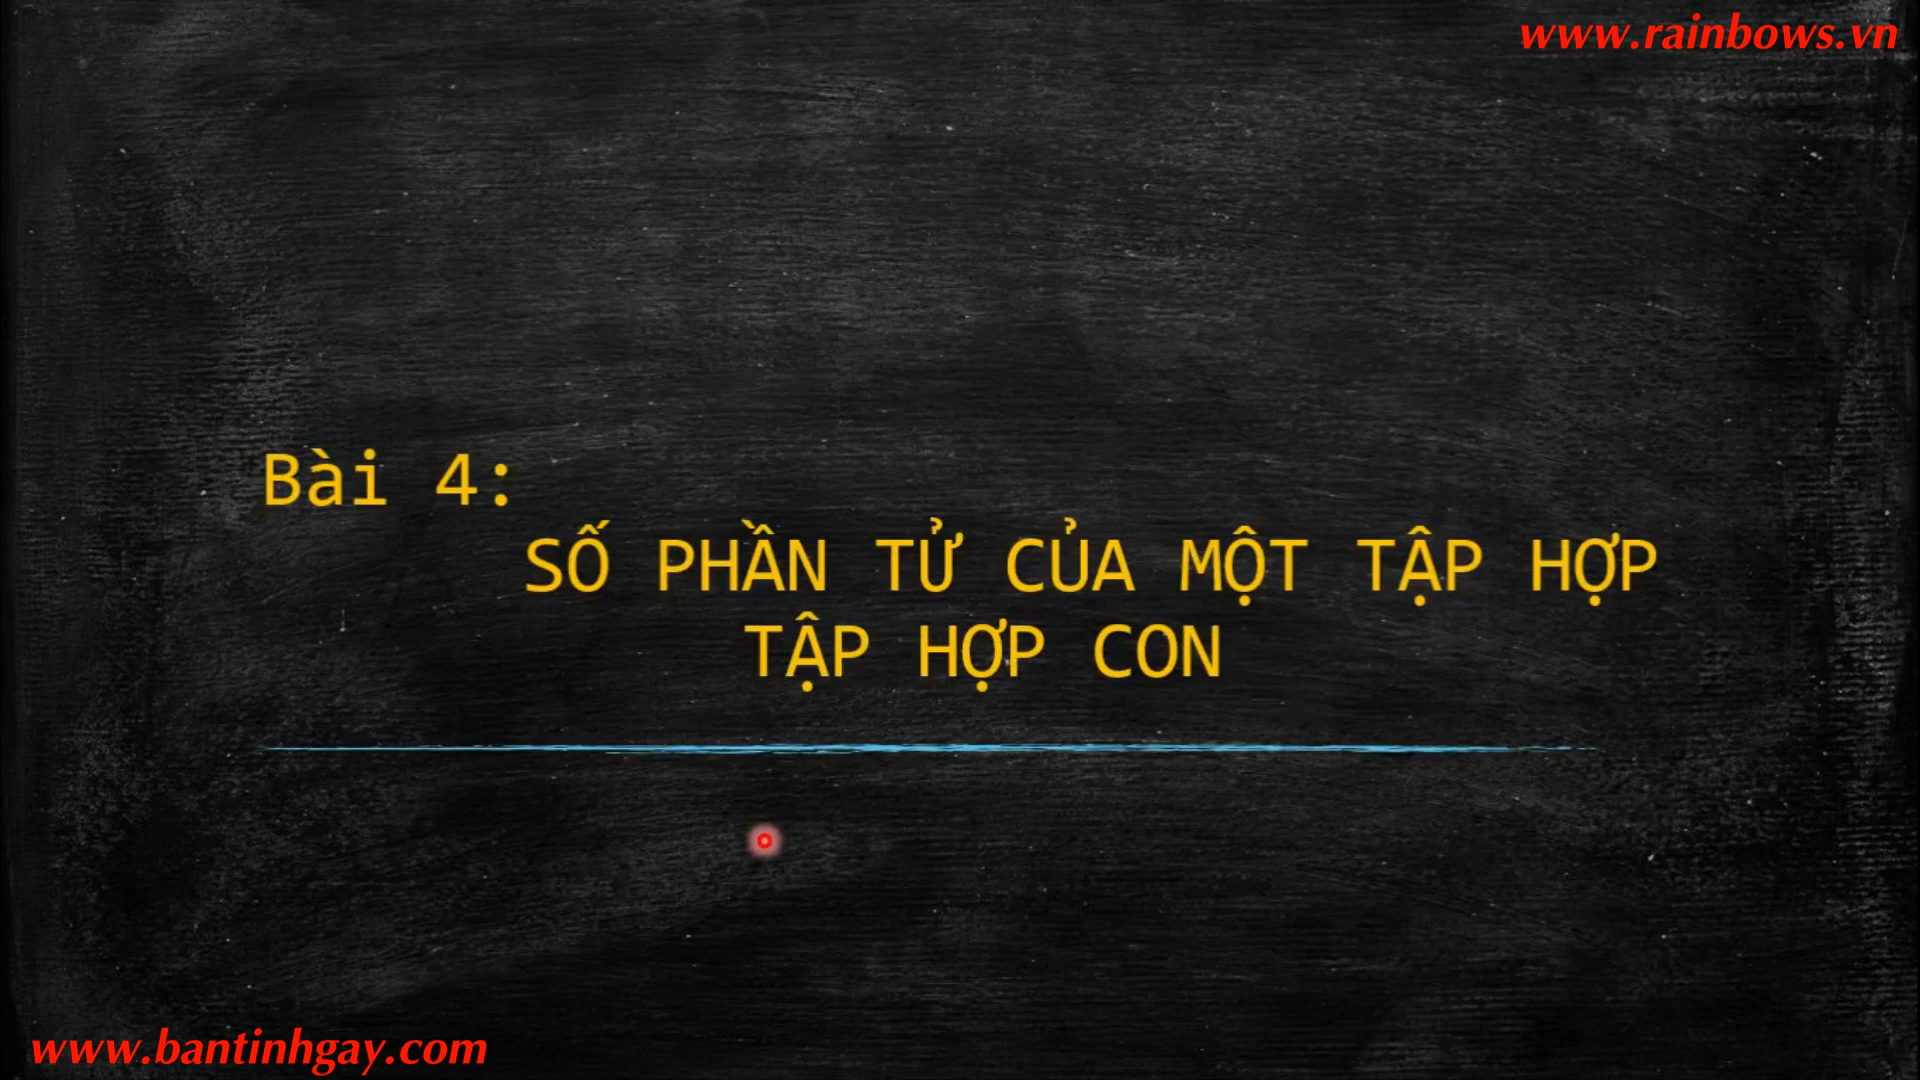 www.rainbows.vn
Bài 4:
SỐ PHẦN TỬ CỦA MỘT TẬP HỢP
TẬP HỢP CON
www.bantinhgay.com